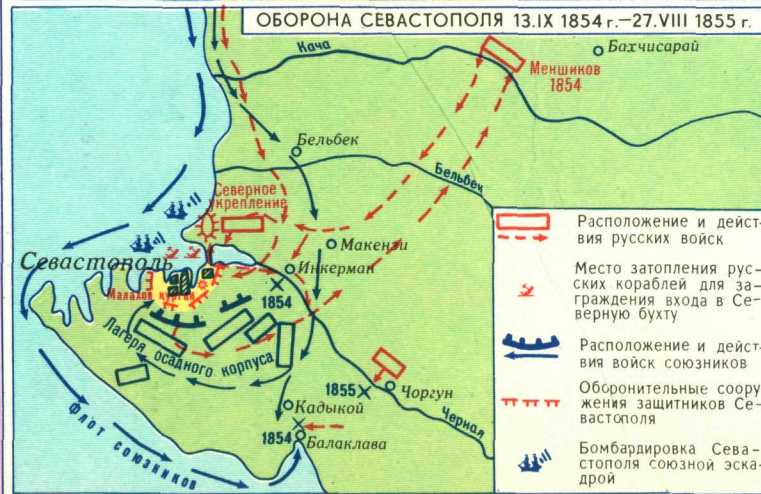 ОБОРОНА СЕВАСТОПОЛЯ 13.IX 1854 г.—27.VIII 1855 г.
Кача
Меншиков
1854
Бахчисарай
Бельбек
Бельбек
Северное
укрепление
Севастополь
Макензи
Инкерман
1854
Малахов курган
Лагеря осадного корпуса
1855
Чоргун
Кадыкой
Черная
1854
Балаклава
флот союзников
Расположение и дейст-
вия русских войск
Место затопления рус-
ских кораблей для за-
граждения входа в Се-
верную бухту
Расположение и дейст-
вия войск союзников
Оборонительные соору-
жения защитников Се-
вастополя
Бомбардировка Сева-
стополя союзной эска-
дрой